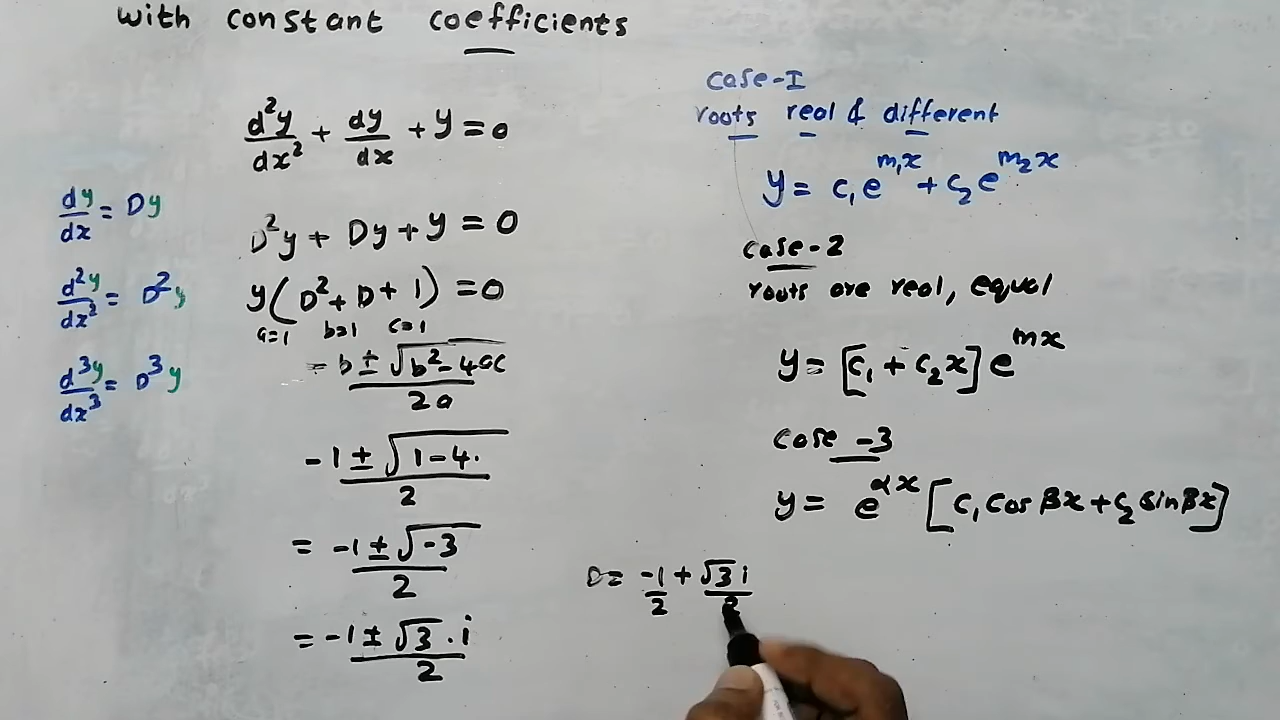 with constant coefficients
d²y/dx² + dy/dx + y = 0
dy/dx = Dy
d²y/dx² = D²y
d³y/dx³ = D³y
D²y + Dy + y = 0
y(D² + D + 1) = 0
a=1 b=1 c=1
-b ± √(b² - 4ac) / 2a
-1 ± √(1-4.) / 2
= -1 ± √-3 / 2
= -1 ± √3 . i / 2
case-I
roots real & different
y = c₁e^m₁x + c₂e^m₂x
case-2
roots are real, equal
y = [c₁ + c₂x] e^mx
case -3
y = e^αx [c₁ cos βx + c₂ sin βx]
D = -1/2 + √3 i/2